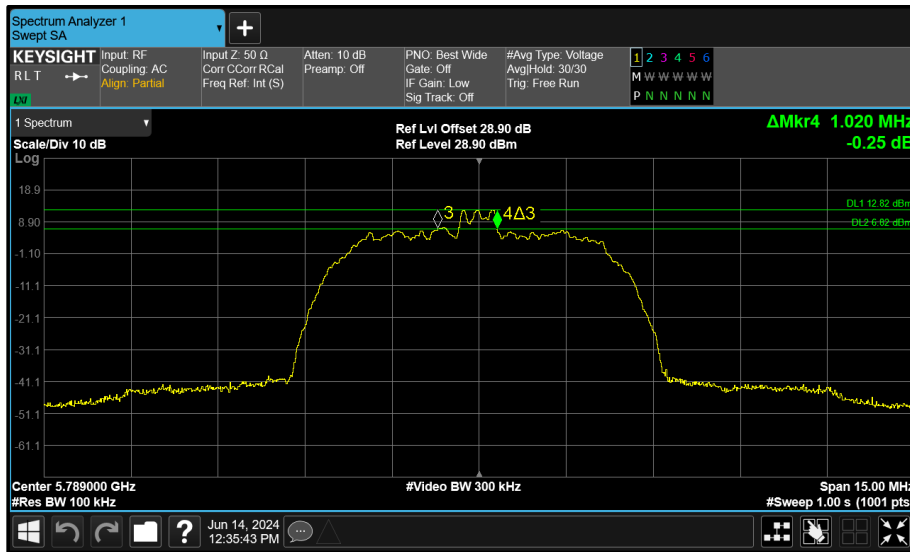 Spectrum Analyzer 1
Swept SA
+
KEYSIGHT
R L T
LXI
Input: RF
Coupling: AC
Align: Partial
Input Z: 50 Ω
Corr CCorr RCal
Freq Ref: Int (S)
Atten: 10 dB
Preamp: Off
PNO: Best Wide
Gate: Off
IF Gain: Low
Sig Track: Off
#Avg Type: Voltage
Avg|Hold: 30/30
Trig: Free Run
1 2 3 4 5 6
M W W W W W
P N N N N N
1 Spectrum
Scale/Div 10 dB
Ref Lvl Offset 28.90 dB
Ref Level 28.90 dBm
ΔMkr4 1.020 MHz
-0.25 dB
Log
18.9
DL1 12.82 dBm
3
4Δ3
8.90
DL2 6.82 dBm
-1.10
-11.1
-21.1
-31.1
-41.1
-51.1
-61.1
Center 5.789000 GHz
#Video BW 300 kHz
Span 15.00 MHz
#Res BW 100 kHz
#Sweep 1.00 s (1001 pts
?
Jun 14, 2024
12:35:43 PM